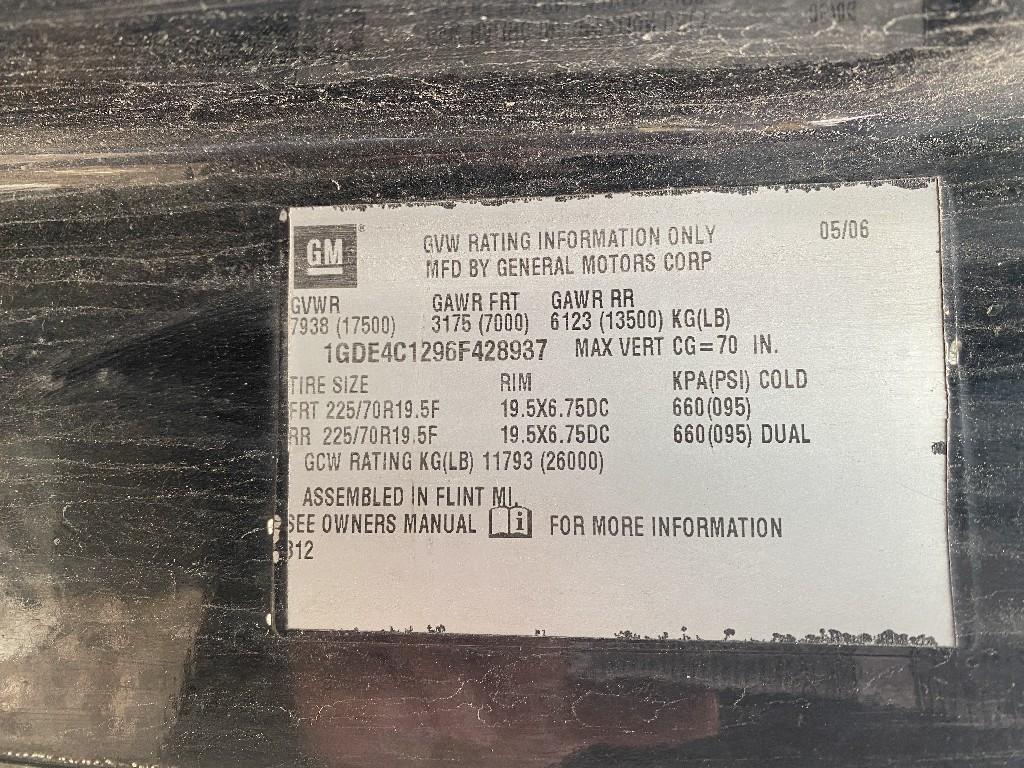 GM® GVW RATING INFORMATION ONLY 05/06
MFD BY GENERAL MOTORS CORP
GVWR GAWR FRT GAWR RR
7938 (17500) 3175 (7000) 6123 (13500) KG(LB)
1GDE4C1296F428937 MAX VERT CG=70 IN.
TIRE SIZE RIM KPA(PSI) COLD
FRT 225/70R19.5F 19.5X6.75DC 660(095)
RR 225/70R19.5F 19.5X6.75DC 660(095) DUAL
GCW RATING KG(LB) 11793 (26000)
ASSEMBLED IN FLINT MI.
SEE OWNERS MANUAL FOR MORE INFORMATION
312